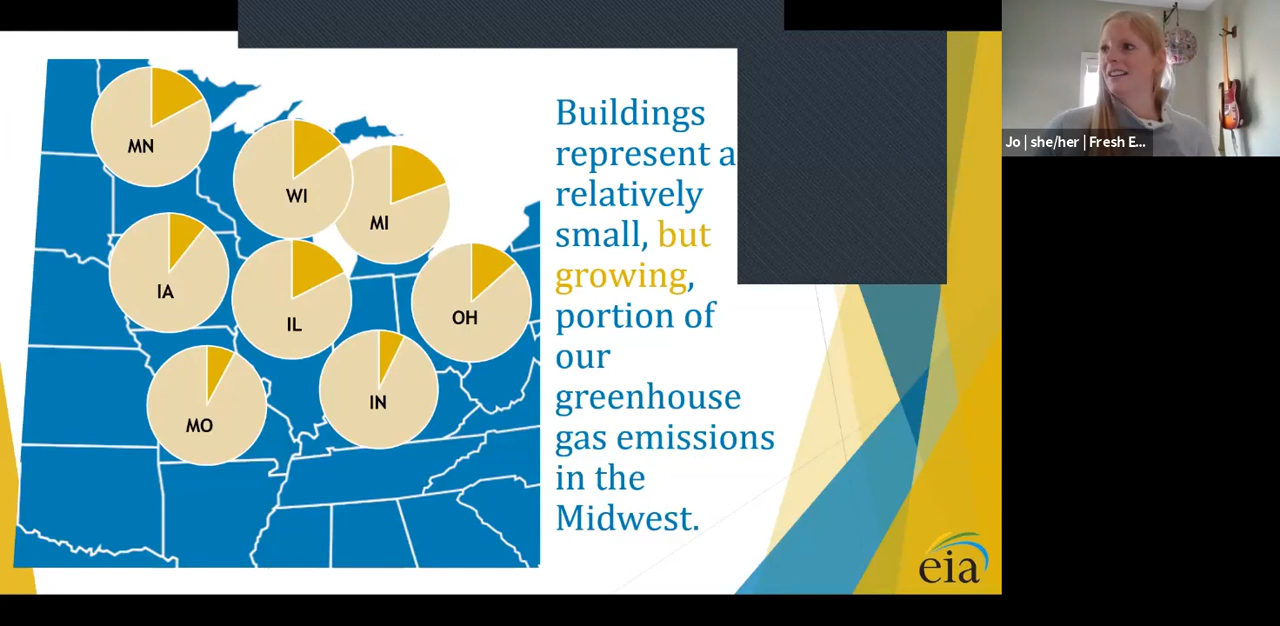 MN
WI
MI
IA
IL
OH
MO
IN
Buildings
represent a
relatively
small, but
growing,
portion of
our
greenhouse
gas emissions
in the
Midwest.
eia
Jo | she/her | Fresh E...